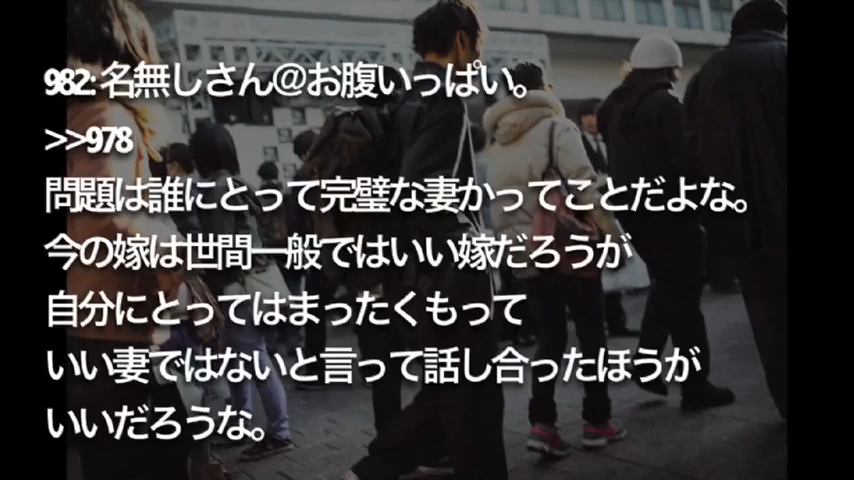 982: 名無しさん＠お腹いっぱい。
>>978
問題は誰にとって完璧な妻かってことだよな。
今の嫁は世間一般ではいい嫁だろうが
自分にとってはまったくもって
いい妻ではないと言って話し合ったほうが
いいだろうな。